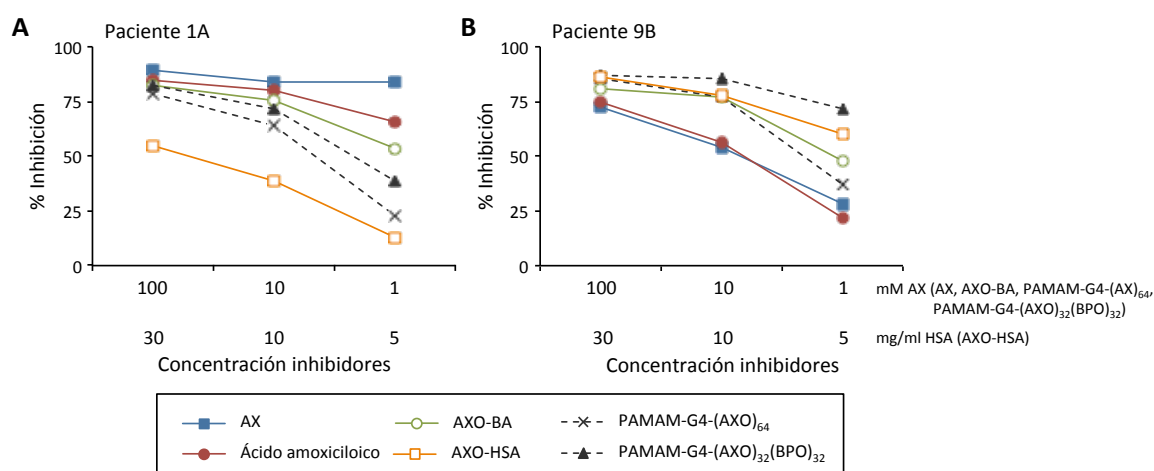 A Paciente 1A
% Inhibición
100
75
50
25
0
100 10 1
30 10 5
Concentración inhibidores
B Paciente 9B
% Inhibición
100
75
50
25
0
100 10 1 mM AX (AX, AXO-BA, PAMAM-G4-(AX)64,
PAMAM-G4-(AXO)32(BPO)32)
30 10 5 mg/ml HSA (AXO-HSA)
Concentración inhibidores
AX AXO-BA PAMAM-G4-(AXO)64
Ácido amoxiciloico AXO-HSA PAMAM-G4-(AXO)32(BPO)32